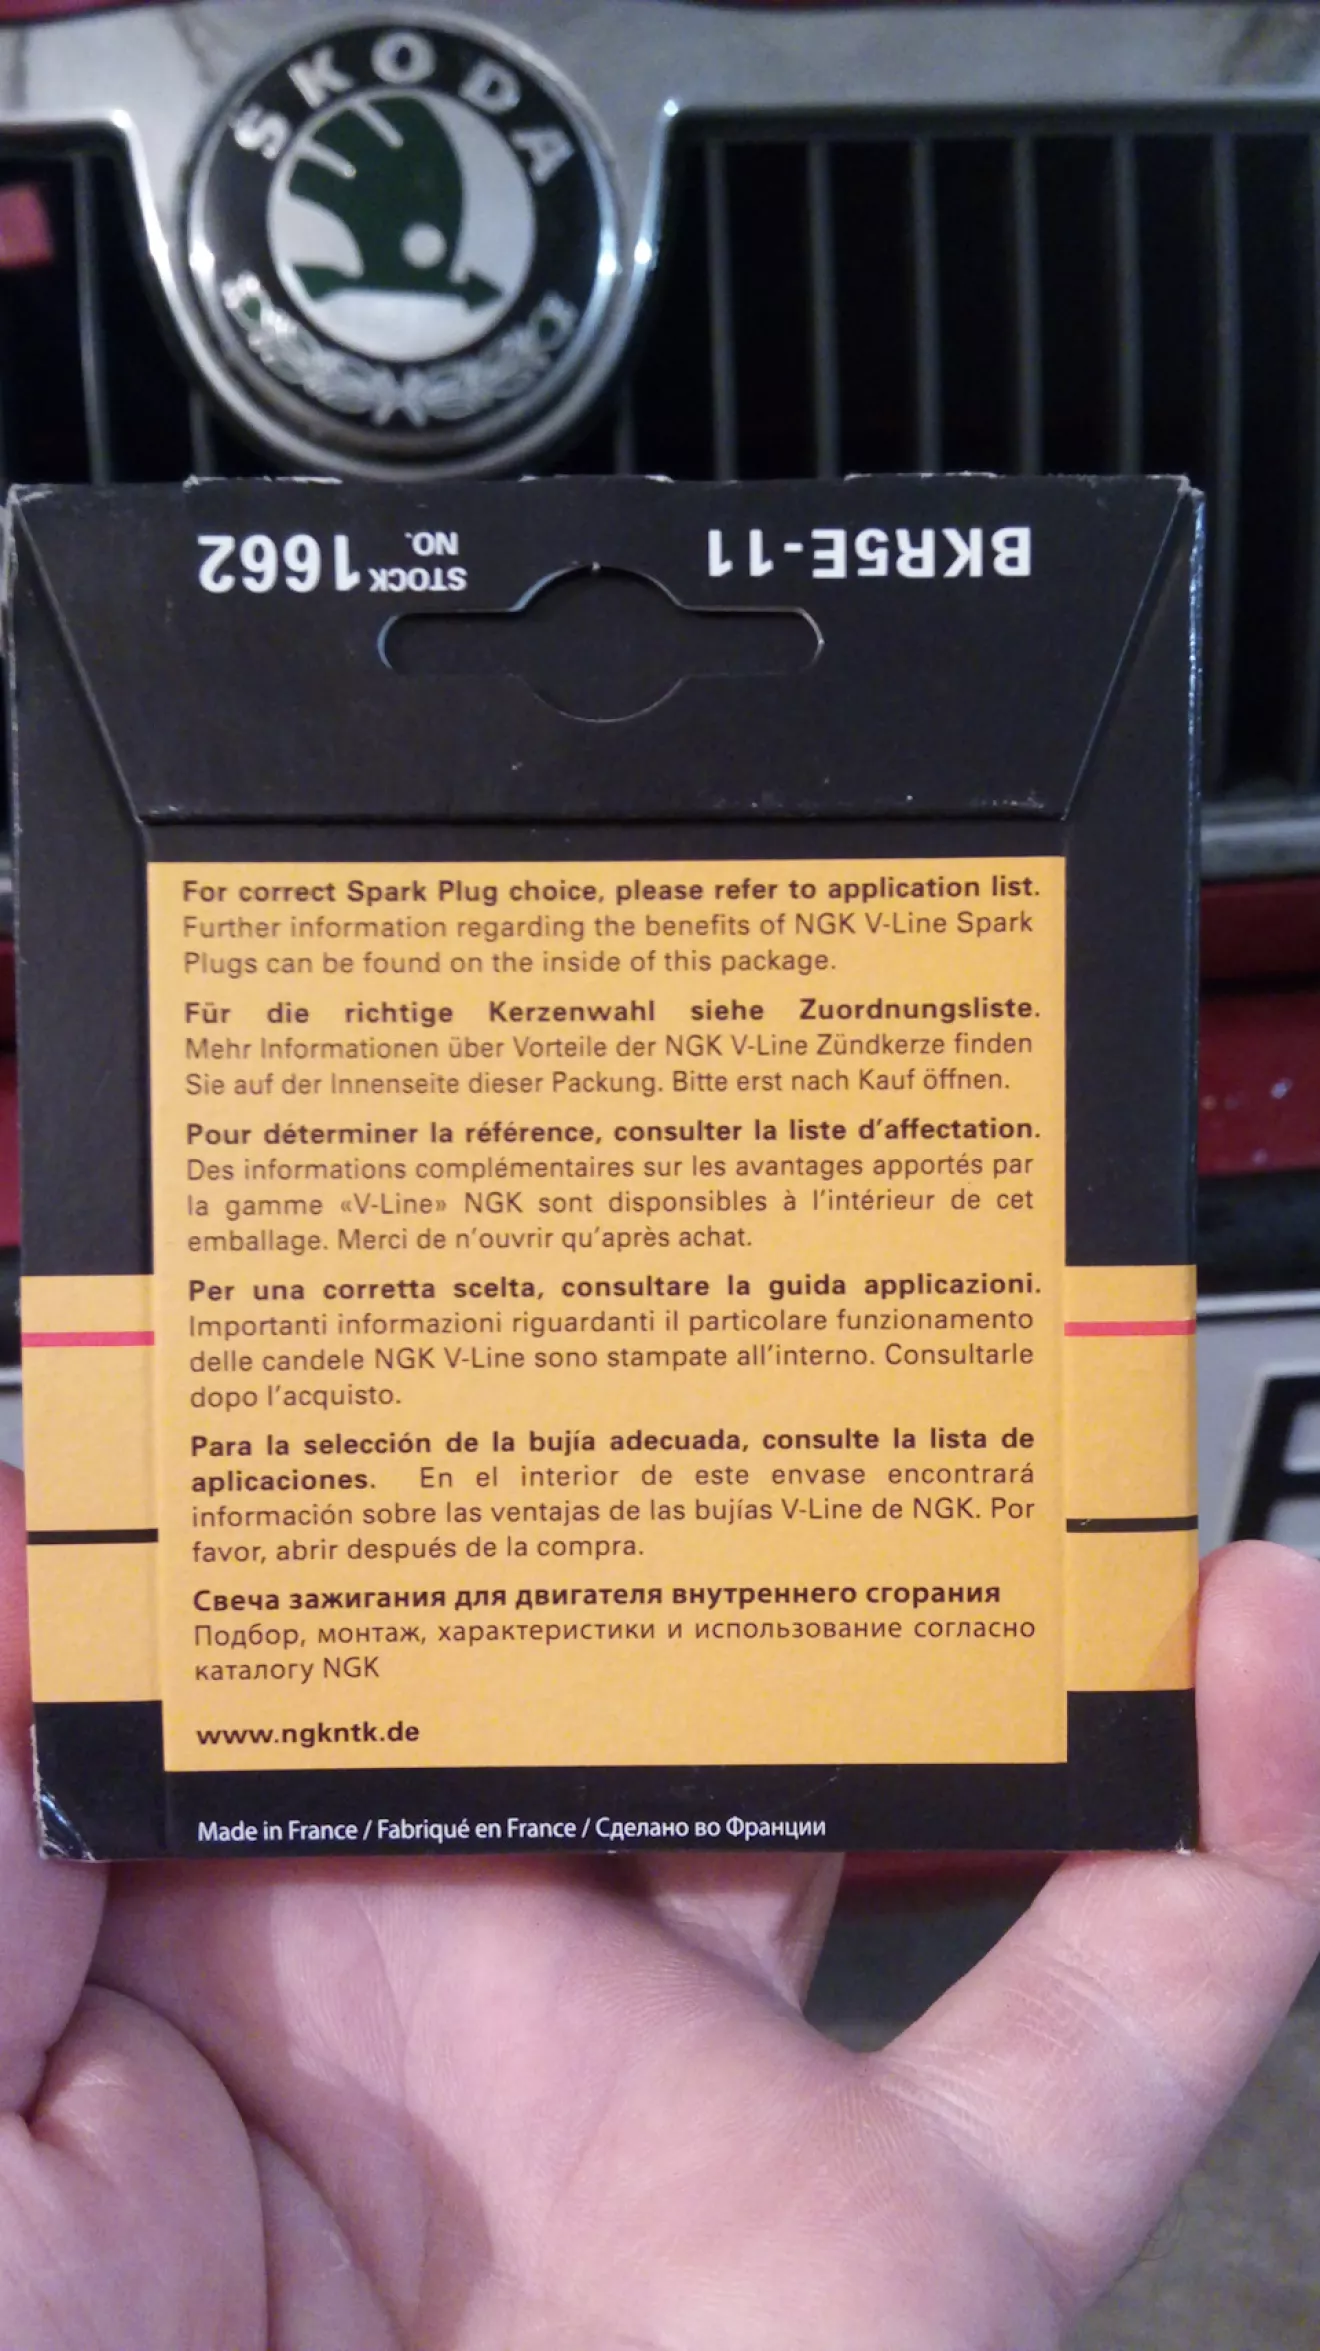 SKODA
BKR5E-11
STOCK NO. 1662
For correct Spark Plug choice, please refer to application list.
Further information regarding the benefits of NGK V-Line Spark
Plugs can be found on the inside of this package.
Für die richtige Kerzenwahl siehe Zuordnungsliste.
Mehr Informationen über Vorteile der NGK V-Line Zündkerze finden
Sie auf der Innenseite dieser Packung. Bitte erst nach Kauf öffnen.
Pour déterminer la référence, consulter la liste d'affectation.
Des informations complémentaires sur les avantages apportés par
la gamme «V-Line» NGK sont disponsibles à l'intérieur de cet
emballage. Merci de n'ouvrir qu'après achat.
Per una corretta scelta, consultare la guida applicazioni.
Importanti informazioni riguardanti il particolare funzionamento
delle candele NGK V-Line sono stampate all'interno. Consultarle
dopo l'acquisto.
Para la selección de la bujía adecuada, consulte la lista de
aplicaciones. En el interior de este envase encontrará
información sobre las ventajas de las bujías V-Line de NGK. Por
favor, abrir después de la compra.
Свеча зажигания для двигателя внутреннего сгорания
Подбор, монтаж, характеристики и использование согласно
каталогу NGK
www.ngkntk.de
Made in France / Fabriqué en France / Сделано во Франции